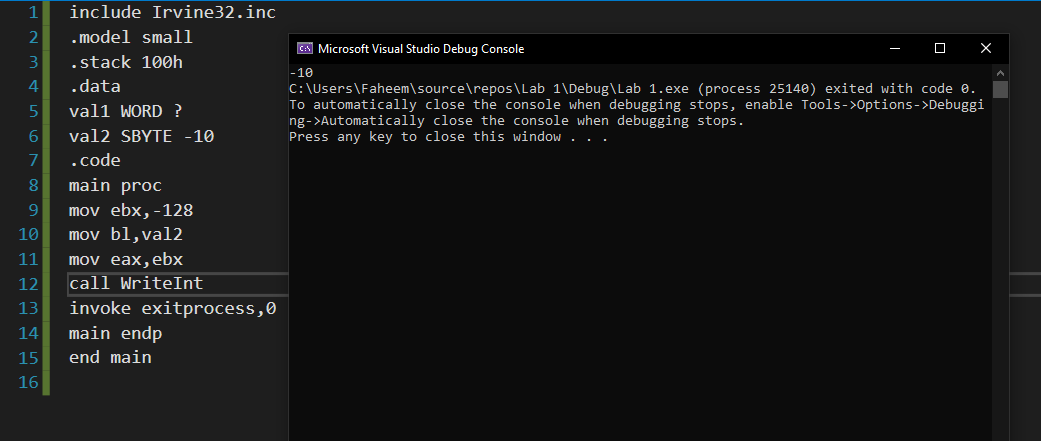 1 include Irvine32.inc
2 .model small
3 .stack 100h
4 .data
5 val1 WORD ?
6 val2 SBYTE -10
7 .code
8 main proc
9 mov ebx,-128
10 mov bl,val2
11 mov eax,ebx
12 call WriteInt
13 invoke exitprocess,0
14 main endp
15 end main
16
C:\ Microsoft Visual Studio Debug Console
-10
C:\Users\Faheem\source\repos\Lab 1\Debug\Lab 1.exe (process 25140) exited with code 0.
To automatically close the console when debugging stops, enable Tools->Options->Debuggi
ng->Automatically close the console when debugging stops.
Press any key to close this window . . .